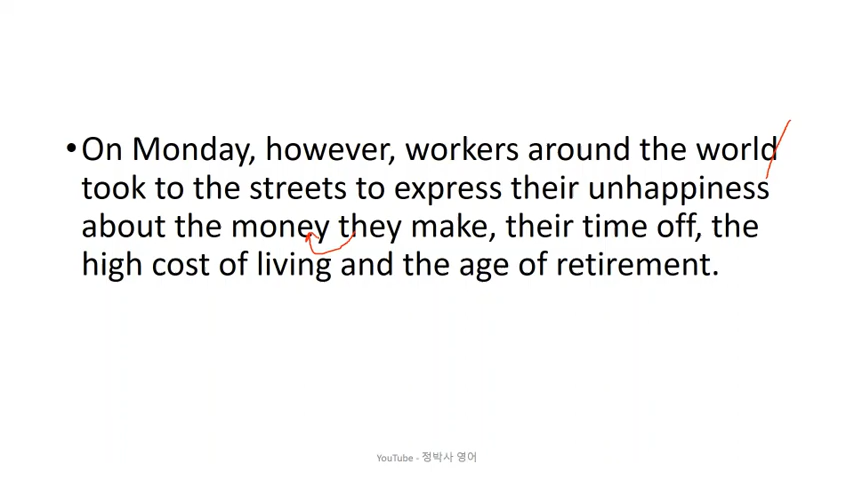 •On Monday, however, workers around the world
took to the streets to express their unhappiness
about the money they make, their time off, the
high cost of living and the age of retirement.
YouTube - 정박사 영어